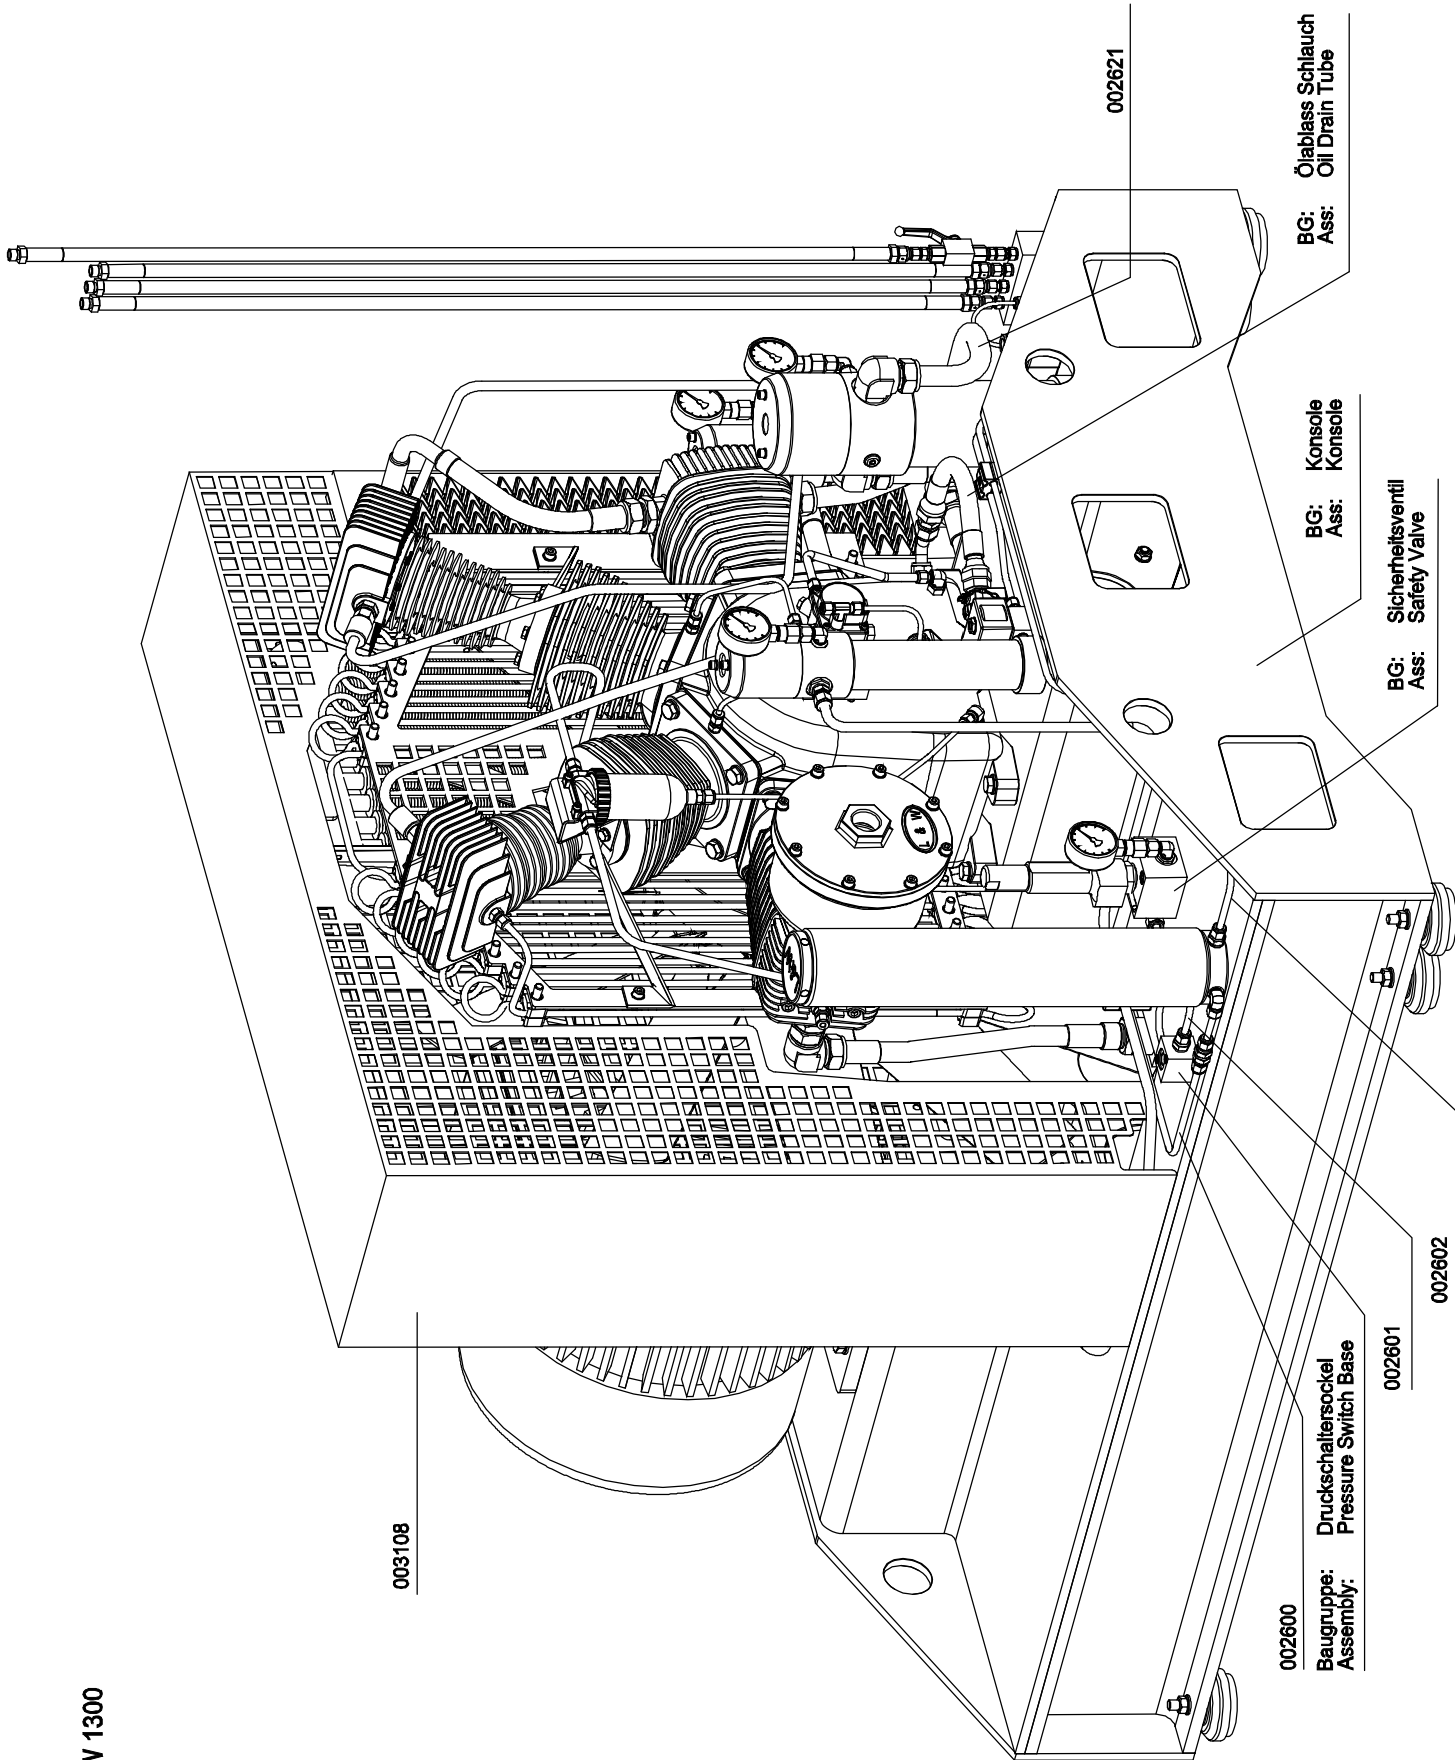 V 1300
003108
002621
BG: Ölablass Schlauch
Ass: Oil Drain Tube
BG: Konsole
Ass: Konsole
BG: Sicherheitsventil
Ass: Safety Valve
L & W
002602
002601
Baugruppe: Druckschaltersockel
Assembly: Pressure Switch Base
002600